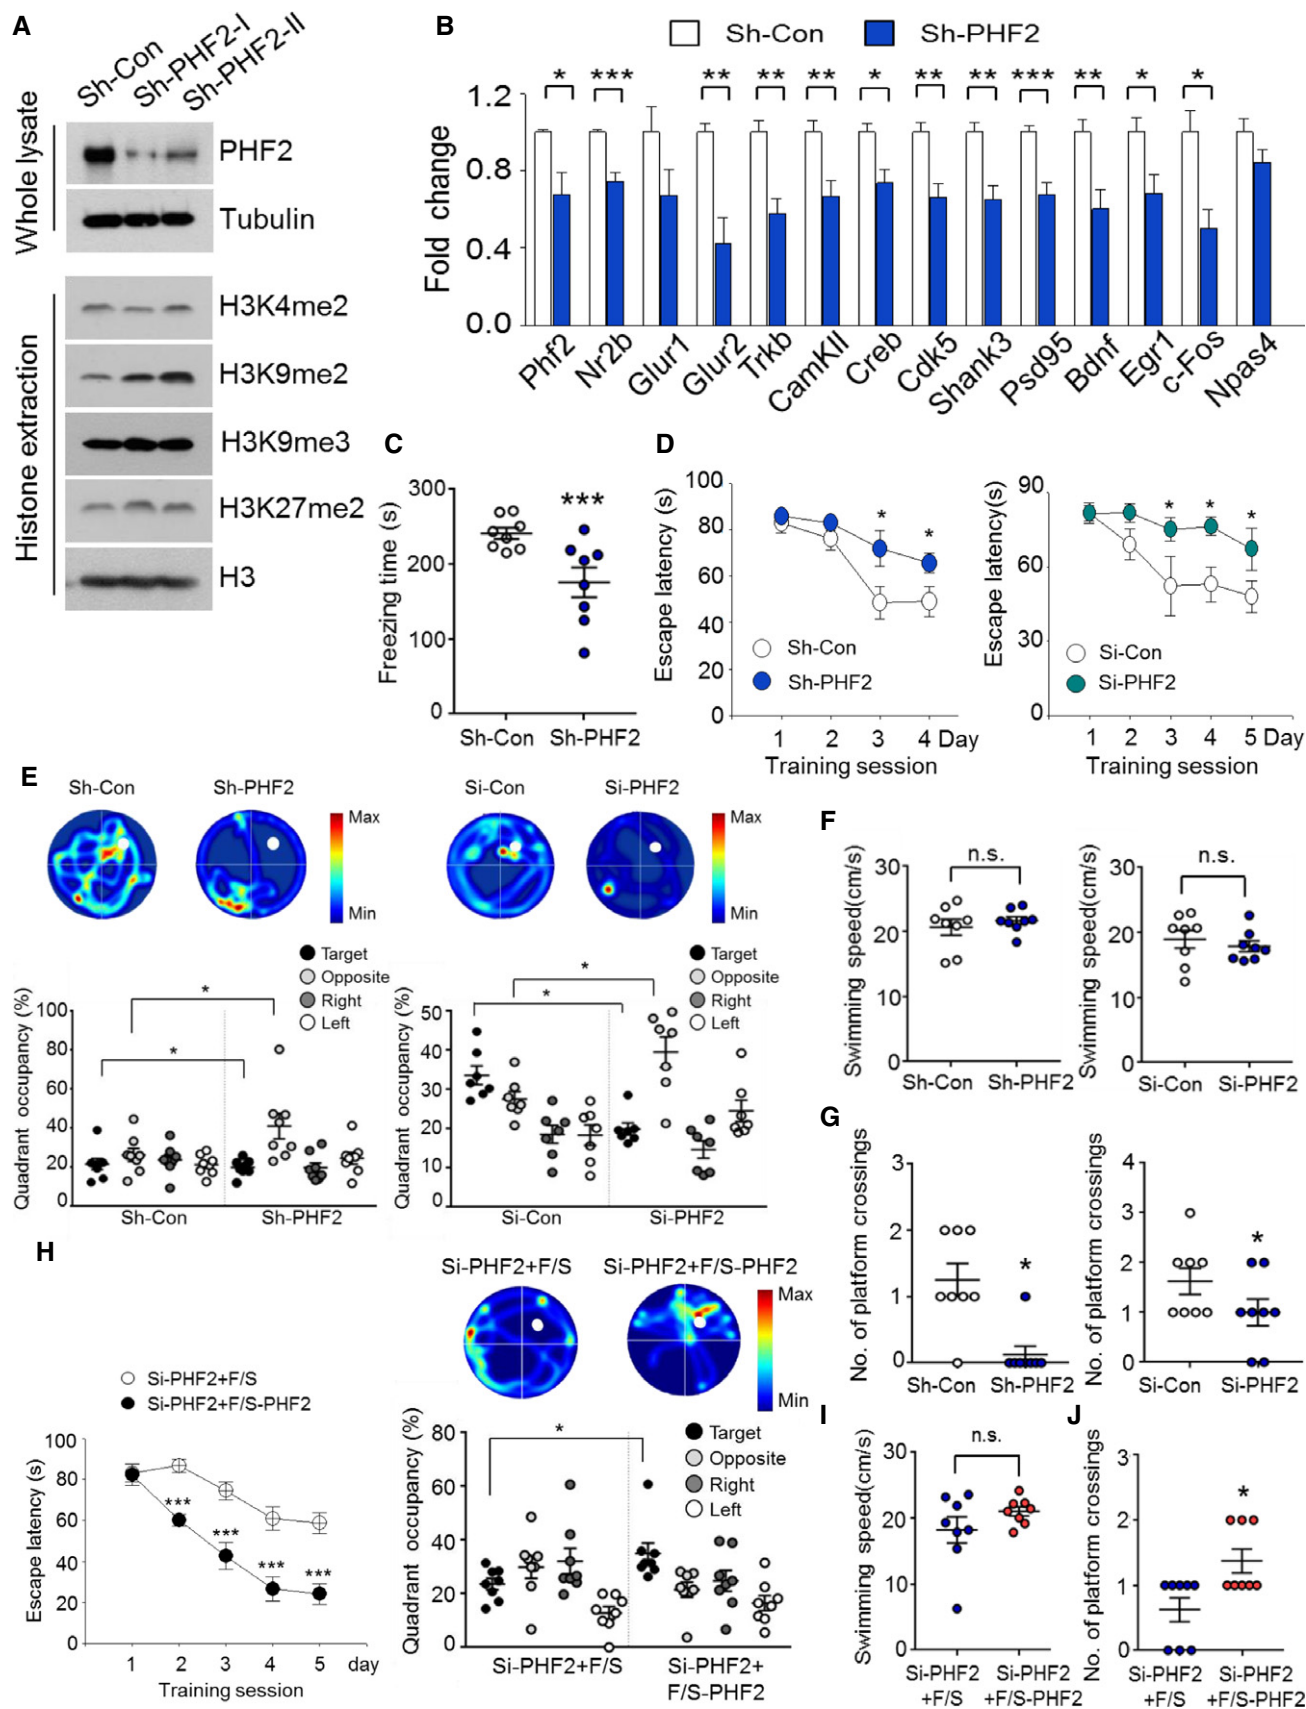 A
Sh-Con
Sh-PHF2-I
Sh-PHF2-II
Whole lysate
PHF2
Tubulin
Histone extraction
H3K4me2
H3K9me2
H3K9me3
H3K27me2
H3
B
Sh-Con
Sh-PHF2
* *** ** ** ** * ** ** *** ** * *
Fold change
1.2
0.8
0.4
0.0
Phf2 Nr2b Glur1 Glur2 Trkb CamKII Creb Cdk5 Shank3 Psd95 Bdnf Egr1 c-Fos Npas4
C
Freezing time (s)
300
200
100
0
***
Sh-Con Sh-PHF2
D
Escape latency (s)
100
80
60
40
20
0
* *
Sh-Con
Sh-PHF2
1 2 3 4 Day
Training session
Escape latency(s)
90
60
30
0
* * *
Si-Con
Si-PHF2
1 2 3 4 5 Day
Training session
E
Sh-Con Sh-PHF2
Max
Min
Si-Con Si-PHF2
Max
Min
Target
Opposite
Right
Left
Quadrant occupancy (%)
100
80
60
40
20
0
*
*
Sh-Con Sh-PHF2
Target
Opposite
Right
Left
Quadrant occupancy (%)
50
40
30
20
10
0
*
*
Si-Con Si-PHF2
F
Swimming speed(cm/s)
30
20
10
0
n.s.
Sh-Con Sh-PHF2
Swimming speed(cm/s)
30
20
10
0
n.s.
Si-Con Si-PHF2
G
No. of platform crossings
3
2
1
0
*
Sh-Con Sh-PHF2
No. of platform crossings
4
3
2
1
0
*
Si-Con Si-PHF2
H
Si-PHF2+F/S
Si-PHF2+F/S-PHF2
Escape latency (s)
100
80
60
40
20
0
*** *** *** ***
1 2 3 4 5 day
Training session
Si-PHF2+F/S Si-PHF2+F/S-PHF2
Max
Min
Target
Opposite
Right
Left
Quadrant occupancy (%)
80
60
40
20
0
*
Si-PHF2+F/S Si-PHF2+
F/S-PHF2
I
Swimming speed(cm/s)
30
20
10
0
n.s.
Si-PHF2 Si-PHF2
+F/S +F/S-PHF2
J
No. of platform crossings
3
2
1
0
*
Si-PHF2 Si-PHF2
+F/S +F/S-PHF2